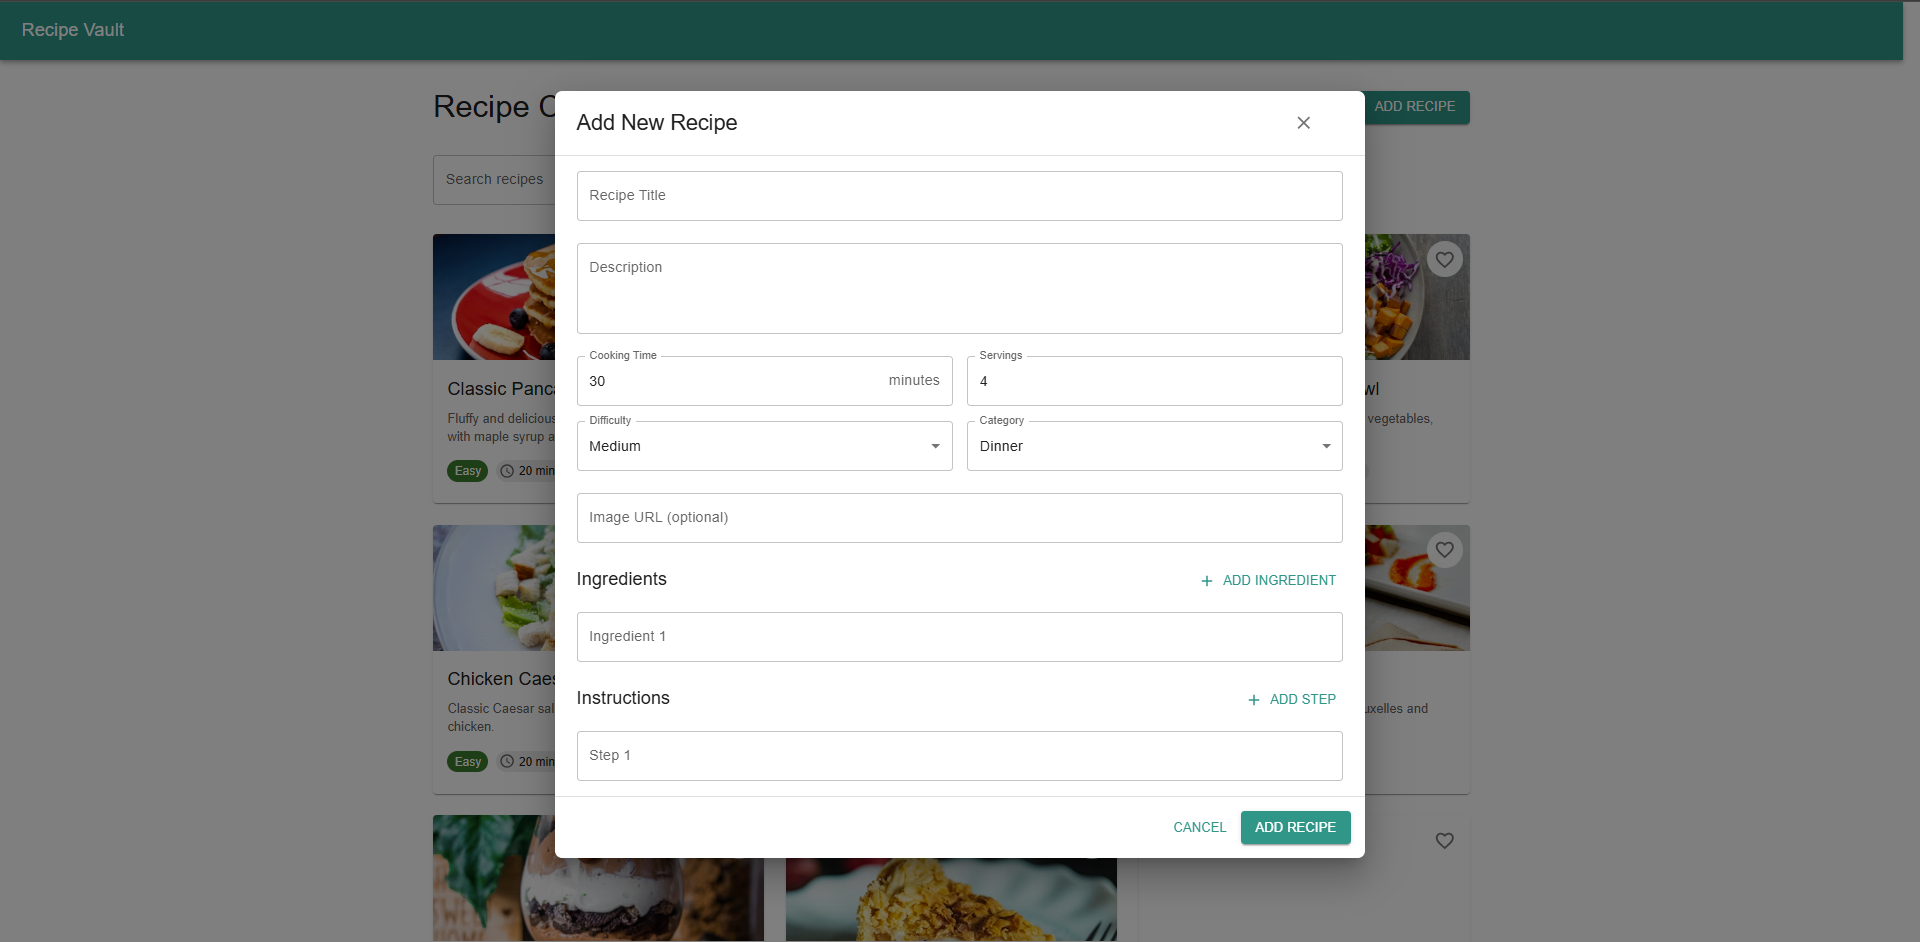 Recipe Vault
Recipe C
ADD RECIPE
Add New Recipe
Search recipes
Recipe Title
Description
Cooking Time
30 minutes
Servings
4
Difficulty
Medium
Category
Dinner
Image URL (optional)
Ingredients
ADD INGREDIENT
Ingredient 1
Instructions
ADD STEP
Step 1
CANCEL
ADD RECIPE
Classic Panca
Fluffy and delicious
with maple syrup a
Easy
20 min
wl
vegetables,
Chicken Caes
Classic Caesar sal
chicken.
Easy
20 min
uxelles and